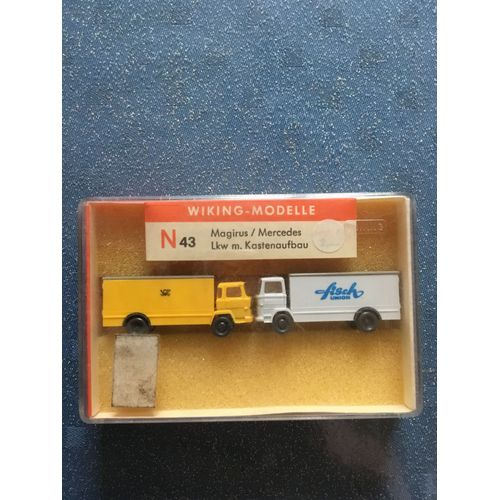 WIKING-MODELLE
N 43
Magirus / Mercedes
Lkw m. Kastenaufbau
fisch
UNION